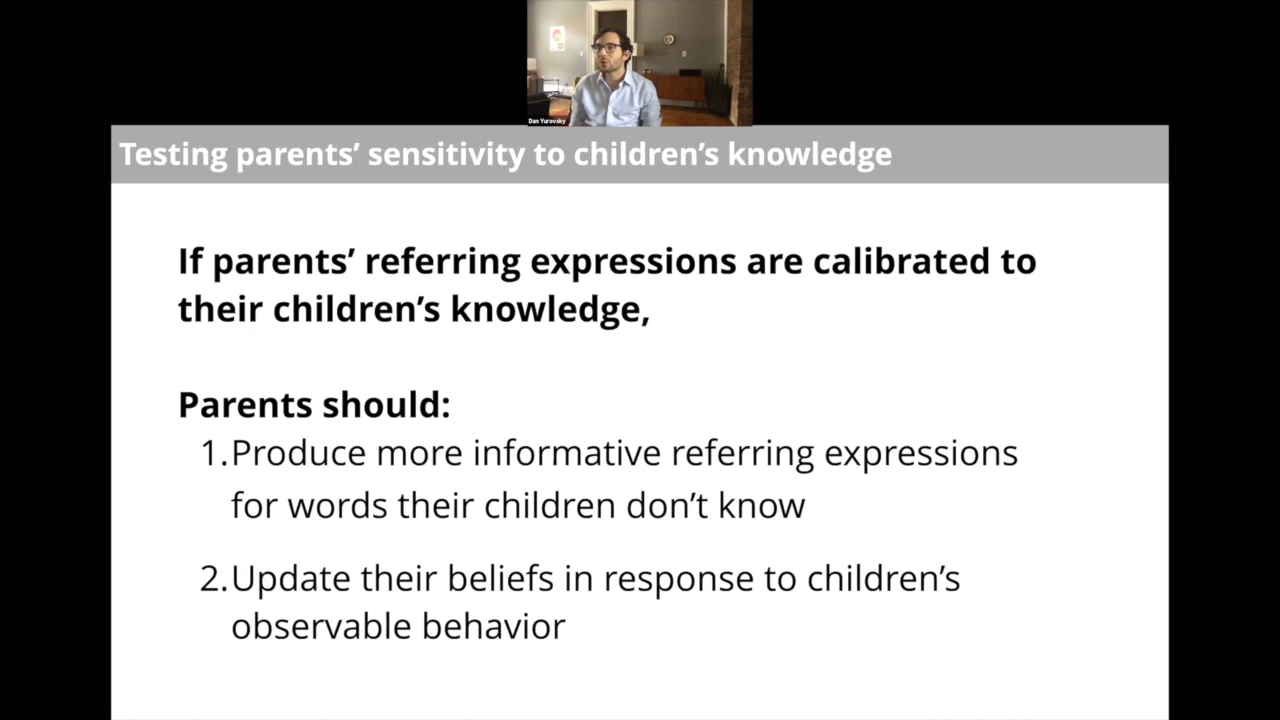 Dan Yurovsky
Testing parents’ sensitivity to children’s knowledge
If parents’ referring expressions are calibrated to
their children’s knowledge,
Parents should:
1.Produce more informative referring expressions
for words their children don’t know
2.Update their beliefs in response to children’s
observable behavior